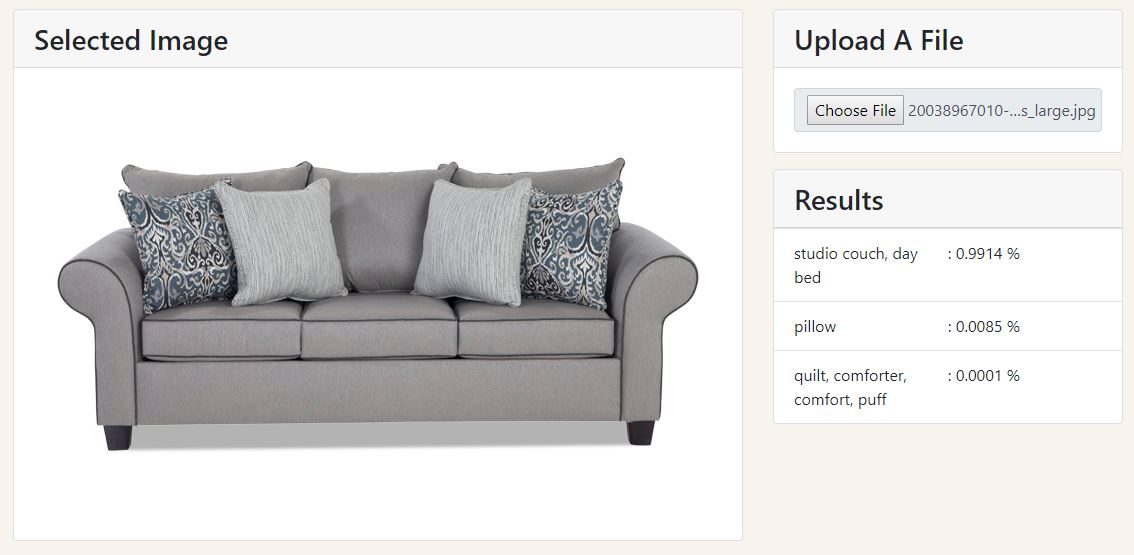 Selected Image
Upload A File
Choose File 20038967010-...s_large.jpg
Results
studio couch, day : 0.9914 %
bed
pillow : 0.0085 %
quilt, comforter, : 0.0001 %
comfort, puff